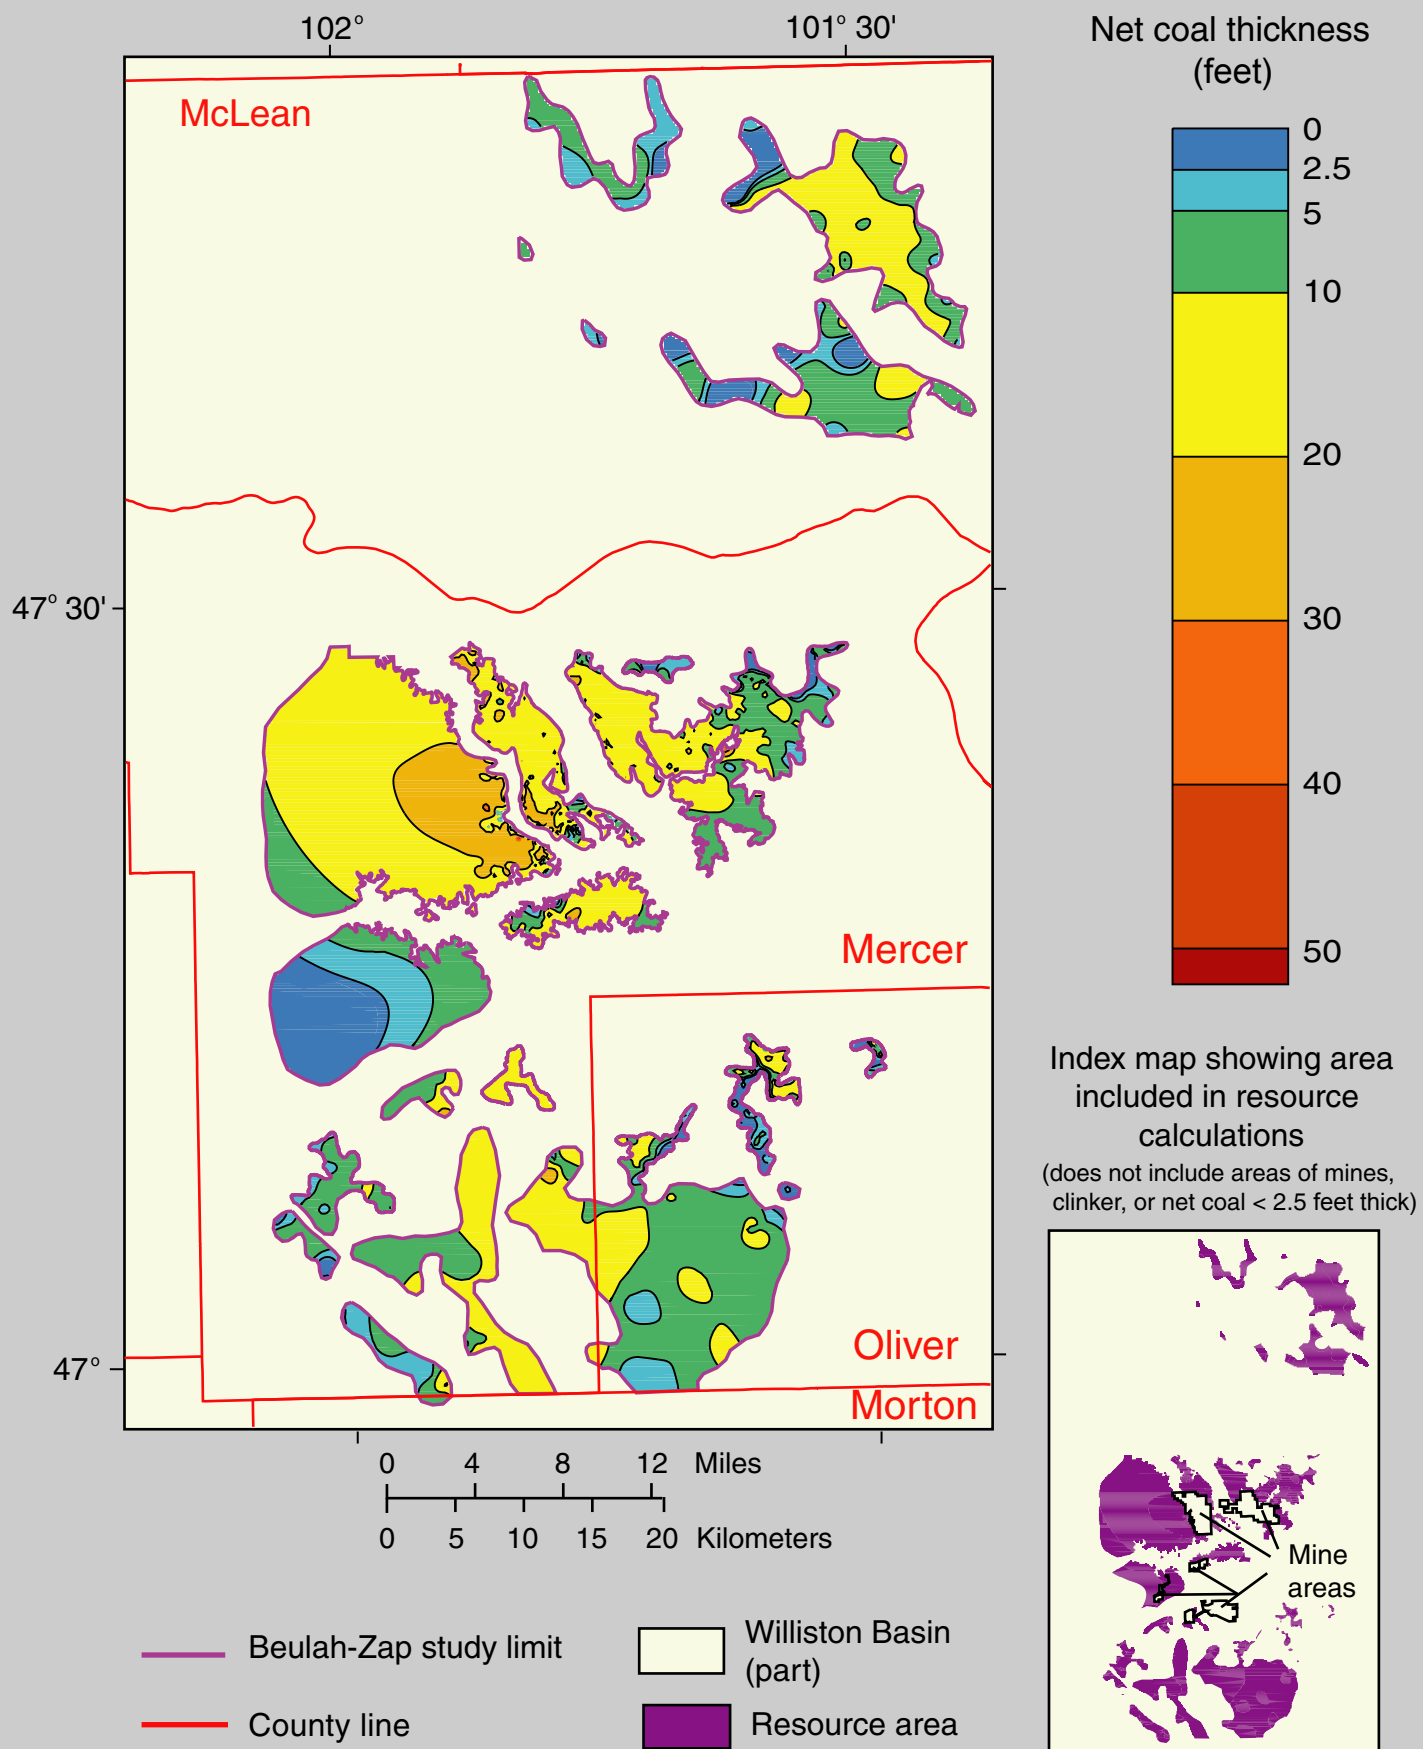 102°
101° 30'
McLean
47° 30'
Mercer
Oliver
47°
Morton
0 4 8 12 Miles
0 5 10 15 20 Kilometers
Beulah-Zap study limit
County line
Williston Basin
(part)
Resource area
Net coal thickness
(feet)
0
2.5
5
10
20
30
40
50
Index map showing area
included in resource
calculations
(does not include areas of mines,
clinker, or net coal < 2.5 feet thick)
Mine
areas